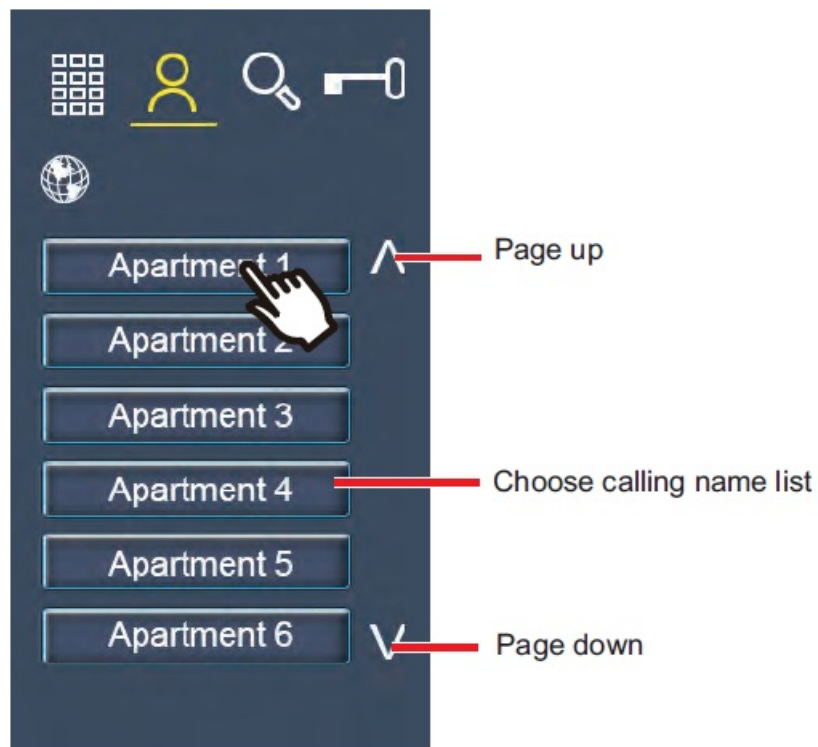 Apartment 1
Page up
Apartment 2
Apartment 3
Apartment 4
Choose calling name list
Apartment 5
Apartment 6
Page down